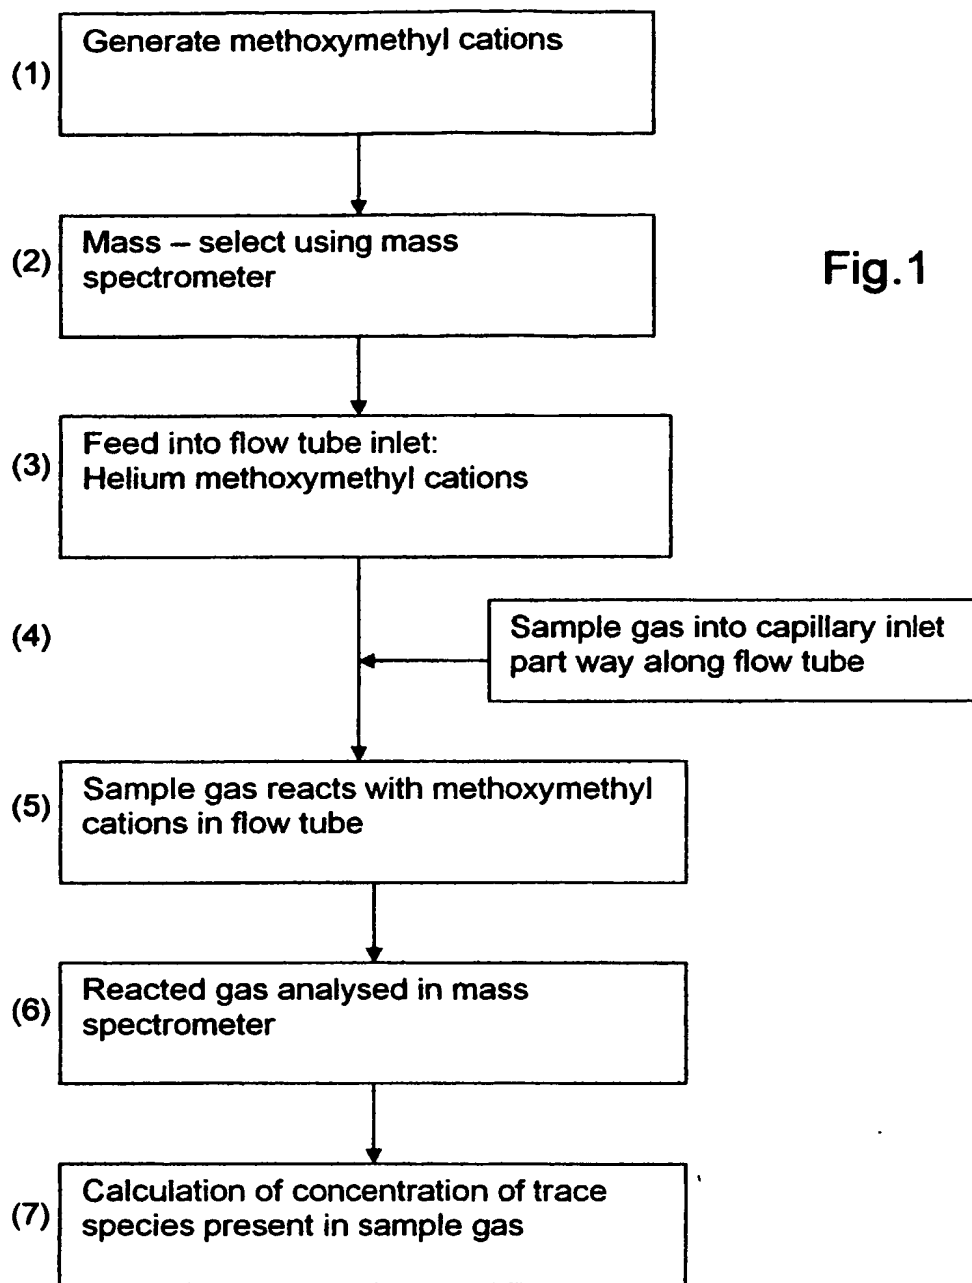 Generate methoxymethyl cations
(1)
Mass – select using mass
(2)
spectrometer
Fig.1
Feed into flow tube inlet:
(3)
Helium methoxymethyl cations
(4)
Sample gas into capillary inlet
part way along flow tube
Sample gas reacts with methoxymethyl
(5)
cations in flow tube
Reacted gas analysed in mass
(6)
spectrometer
Calculation of concentration of trace
(7)
species present in sample gas